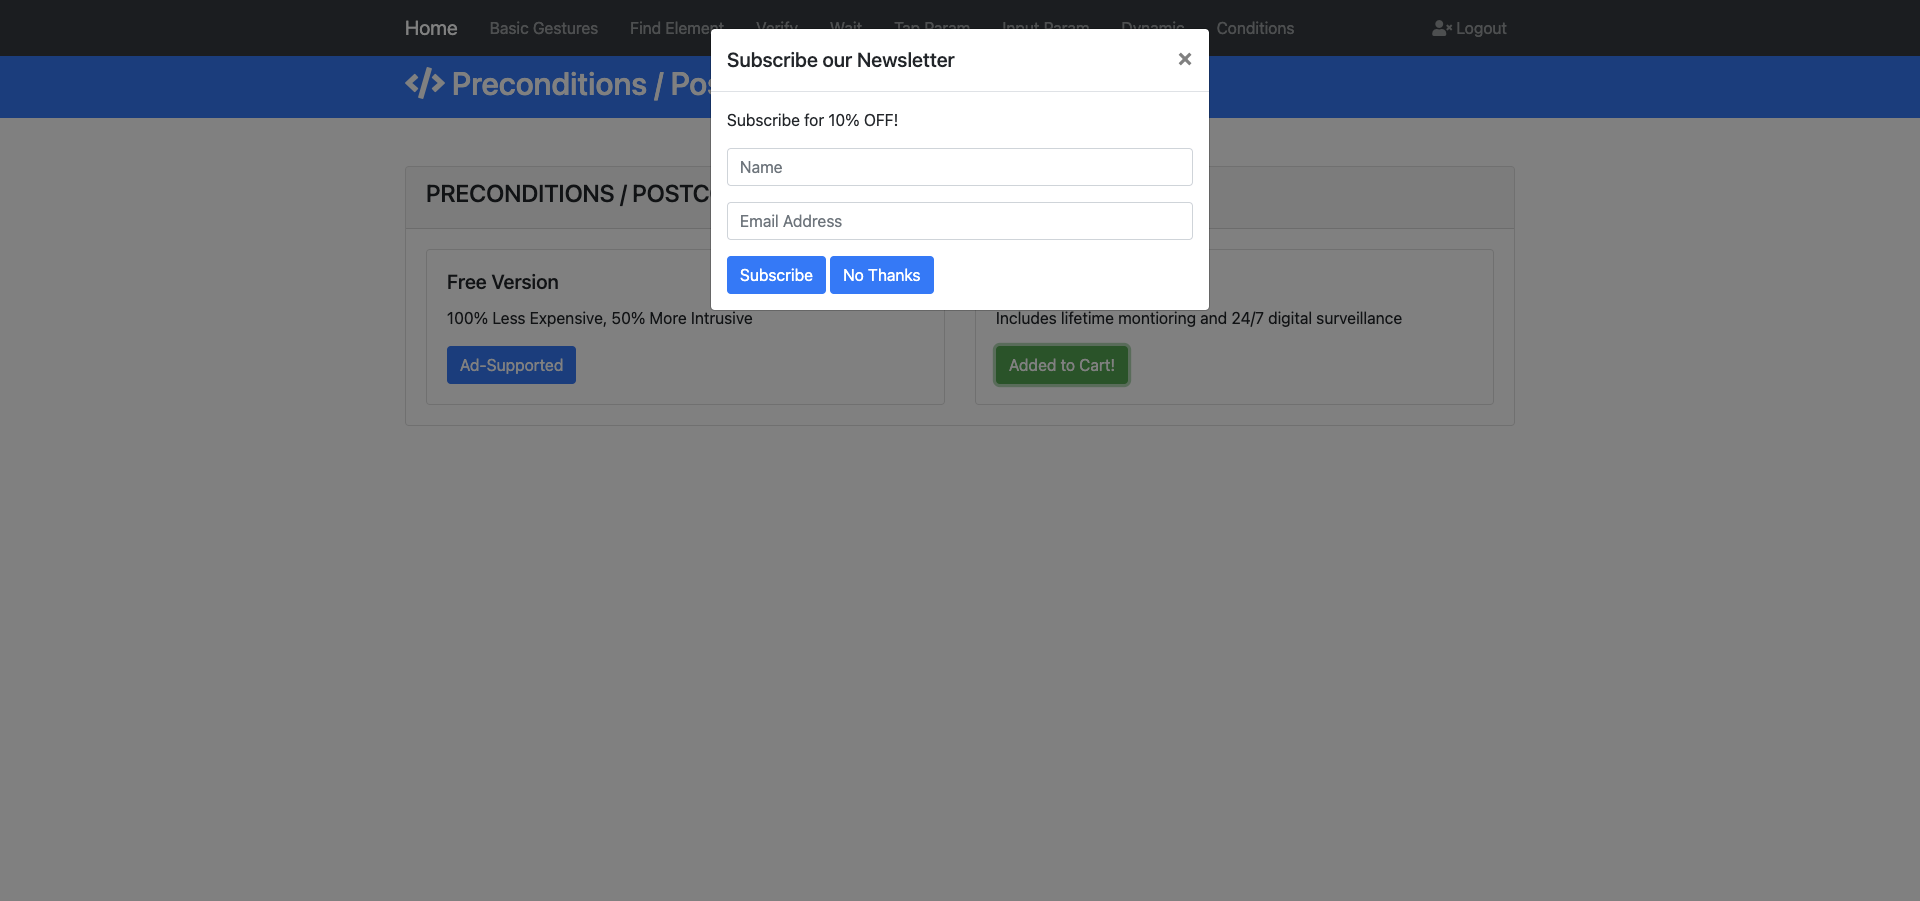 Home Basic Gestures Find Element Verify Wait Tap Param Input Param Dynamic Conditions Logout
Subscribe our Newsletter ×
</> Preconditions / Pos
Subscribe for 10% OFF!
Name
PRECONDITIONS / POSTC
Email Address
Subscribe No Thanks
Free Version
100% Less Expensive, 50% More Intrusive
Includes lifetime montioring and 24/7 digital surveillance
Ad-Supported
Added to Cart!